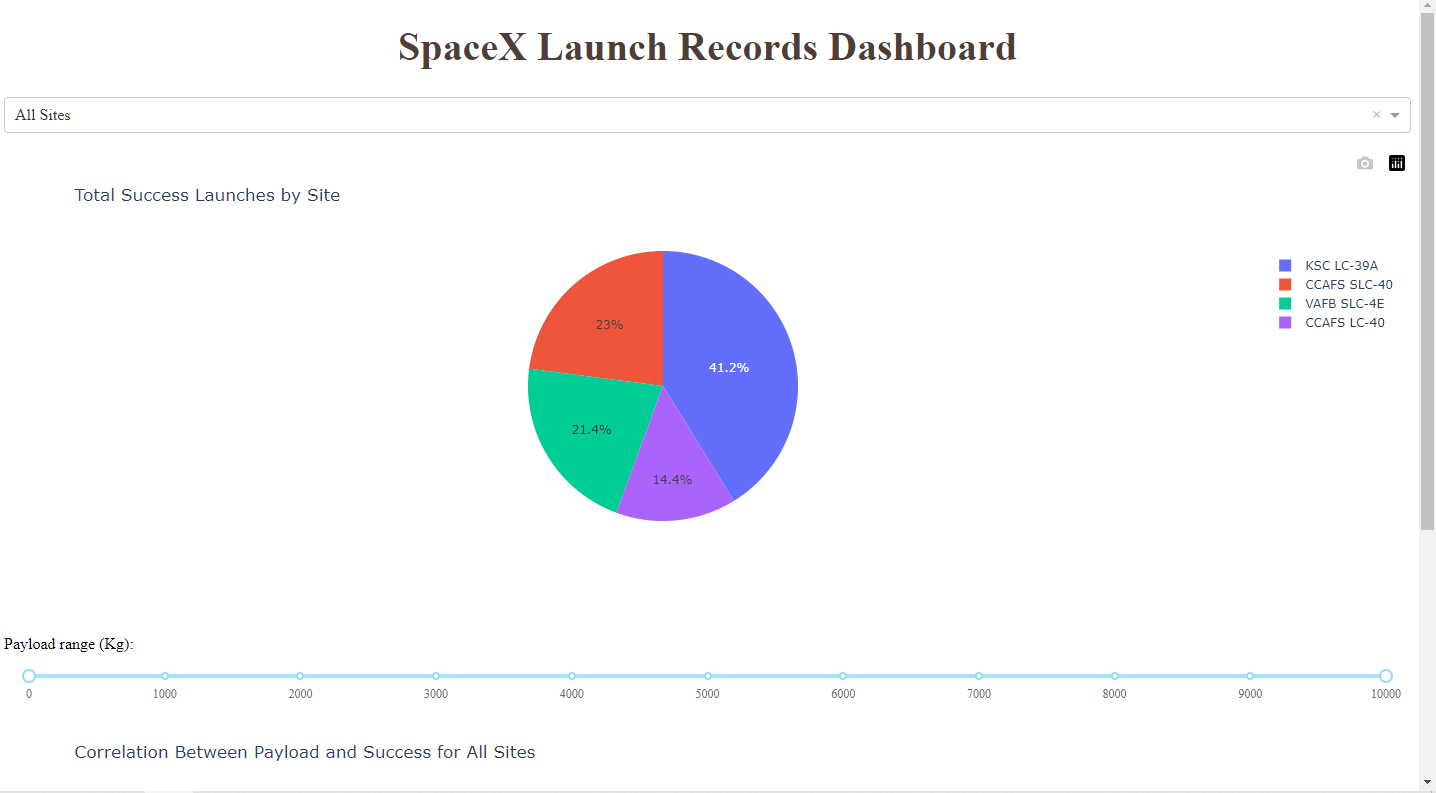 SpaceX Launch Records Dashboard
All Sites
Total Success Launches by Site
KSC LC-39A
CCAFS SLC-40
VAFB SLC-4E
CCAFS LC-40
23%
41.2%
21.4%
14.4%
Payload range (Kg):
0 1000 2000 3000 4000 5000 6000 7000 8000 9000 10000
Correlation Between Payload and Success for All Sites